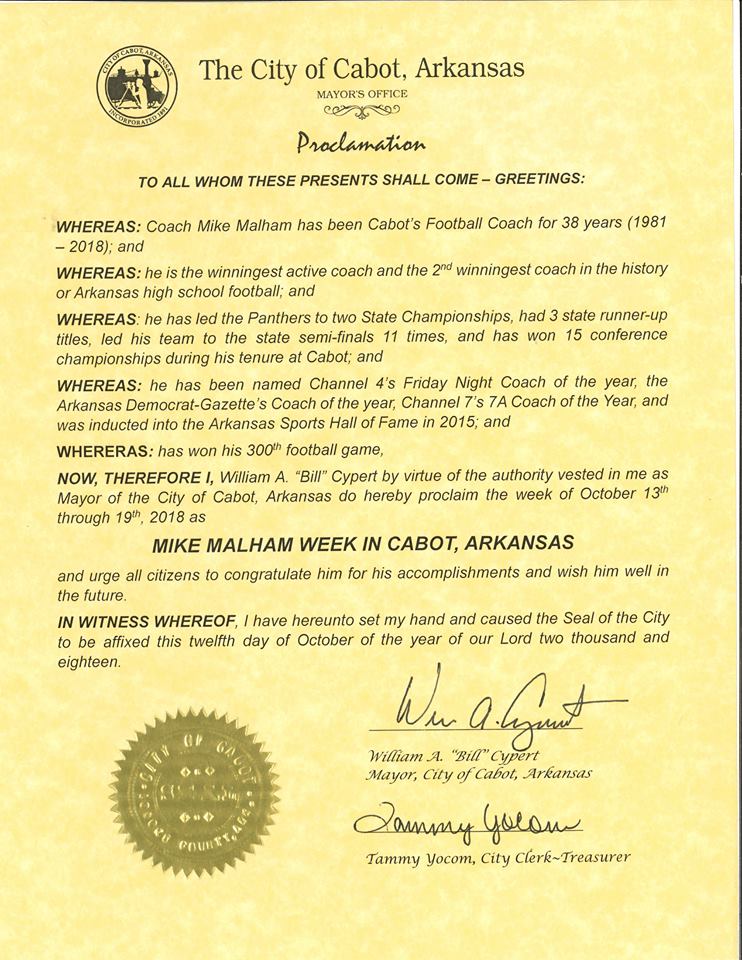 CITY OF CABOT, ARKANSAS
INCORPORATED 1891
The City of Cabot, Arkansas
MAYOR'S OFFICE
Proclamation
TO ALL WHOM THESE PRESENTS SHALL COME – GREETINGS:
WHEREAS: Coach Mike Malham has been Cabot's Football Coach for 38 years (1981
– 2018); and
WHEREAS: he is the winningest active coach and the 2nd winningest coach in the history
or Arkansas high school football; and
WHEREAS: he has led the Panthers to two State Championships, had 3 state runner-up
titles, led his team to the state semi-finals 11 times, and has won 15 conference
championships during his tenure at Cabot; and
WHEREAS: he has been named Channel 4's Friday Night Coach of the year, the
Arkansas Democrat-Gazette's Coach of the year, Channel 7's 7A Coach of the Year, and
was inducted into the Arkansas Sports Hall of Fame in 2015; and
WHERERAS: has won his 300th football game,
NOW, THEREFORE I, William A. "Bill" Cypert by virtue of the authority vested in me as
Mayor of the City of Cabot, Arkansas do hereby proclaim the week of October 13th
through 19th, 2018 as
MIKE MALHAM WEEK IN CABOT, ARKANSAS
and urge all citizens to congratulate him for his accomplishments and wish him well in
the future.
IN WITNESS WHEREOF, I have hereunto set my hand and caused the Seal of the City
to be affixed this twelfth day of October of the year of our Lord two thousand and
eighteen.
William A. "Bill" Cypert
Mayor, City of Cabot, Arkansas
Tammy Yocom
Tammy Yocom, City Clerk~Treasurer
CITY OF CABOT
COUNTY, ARK.